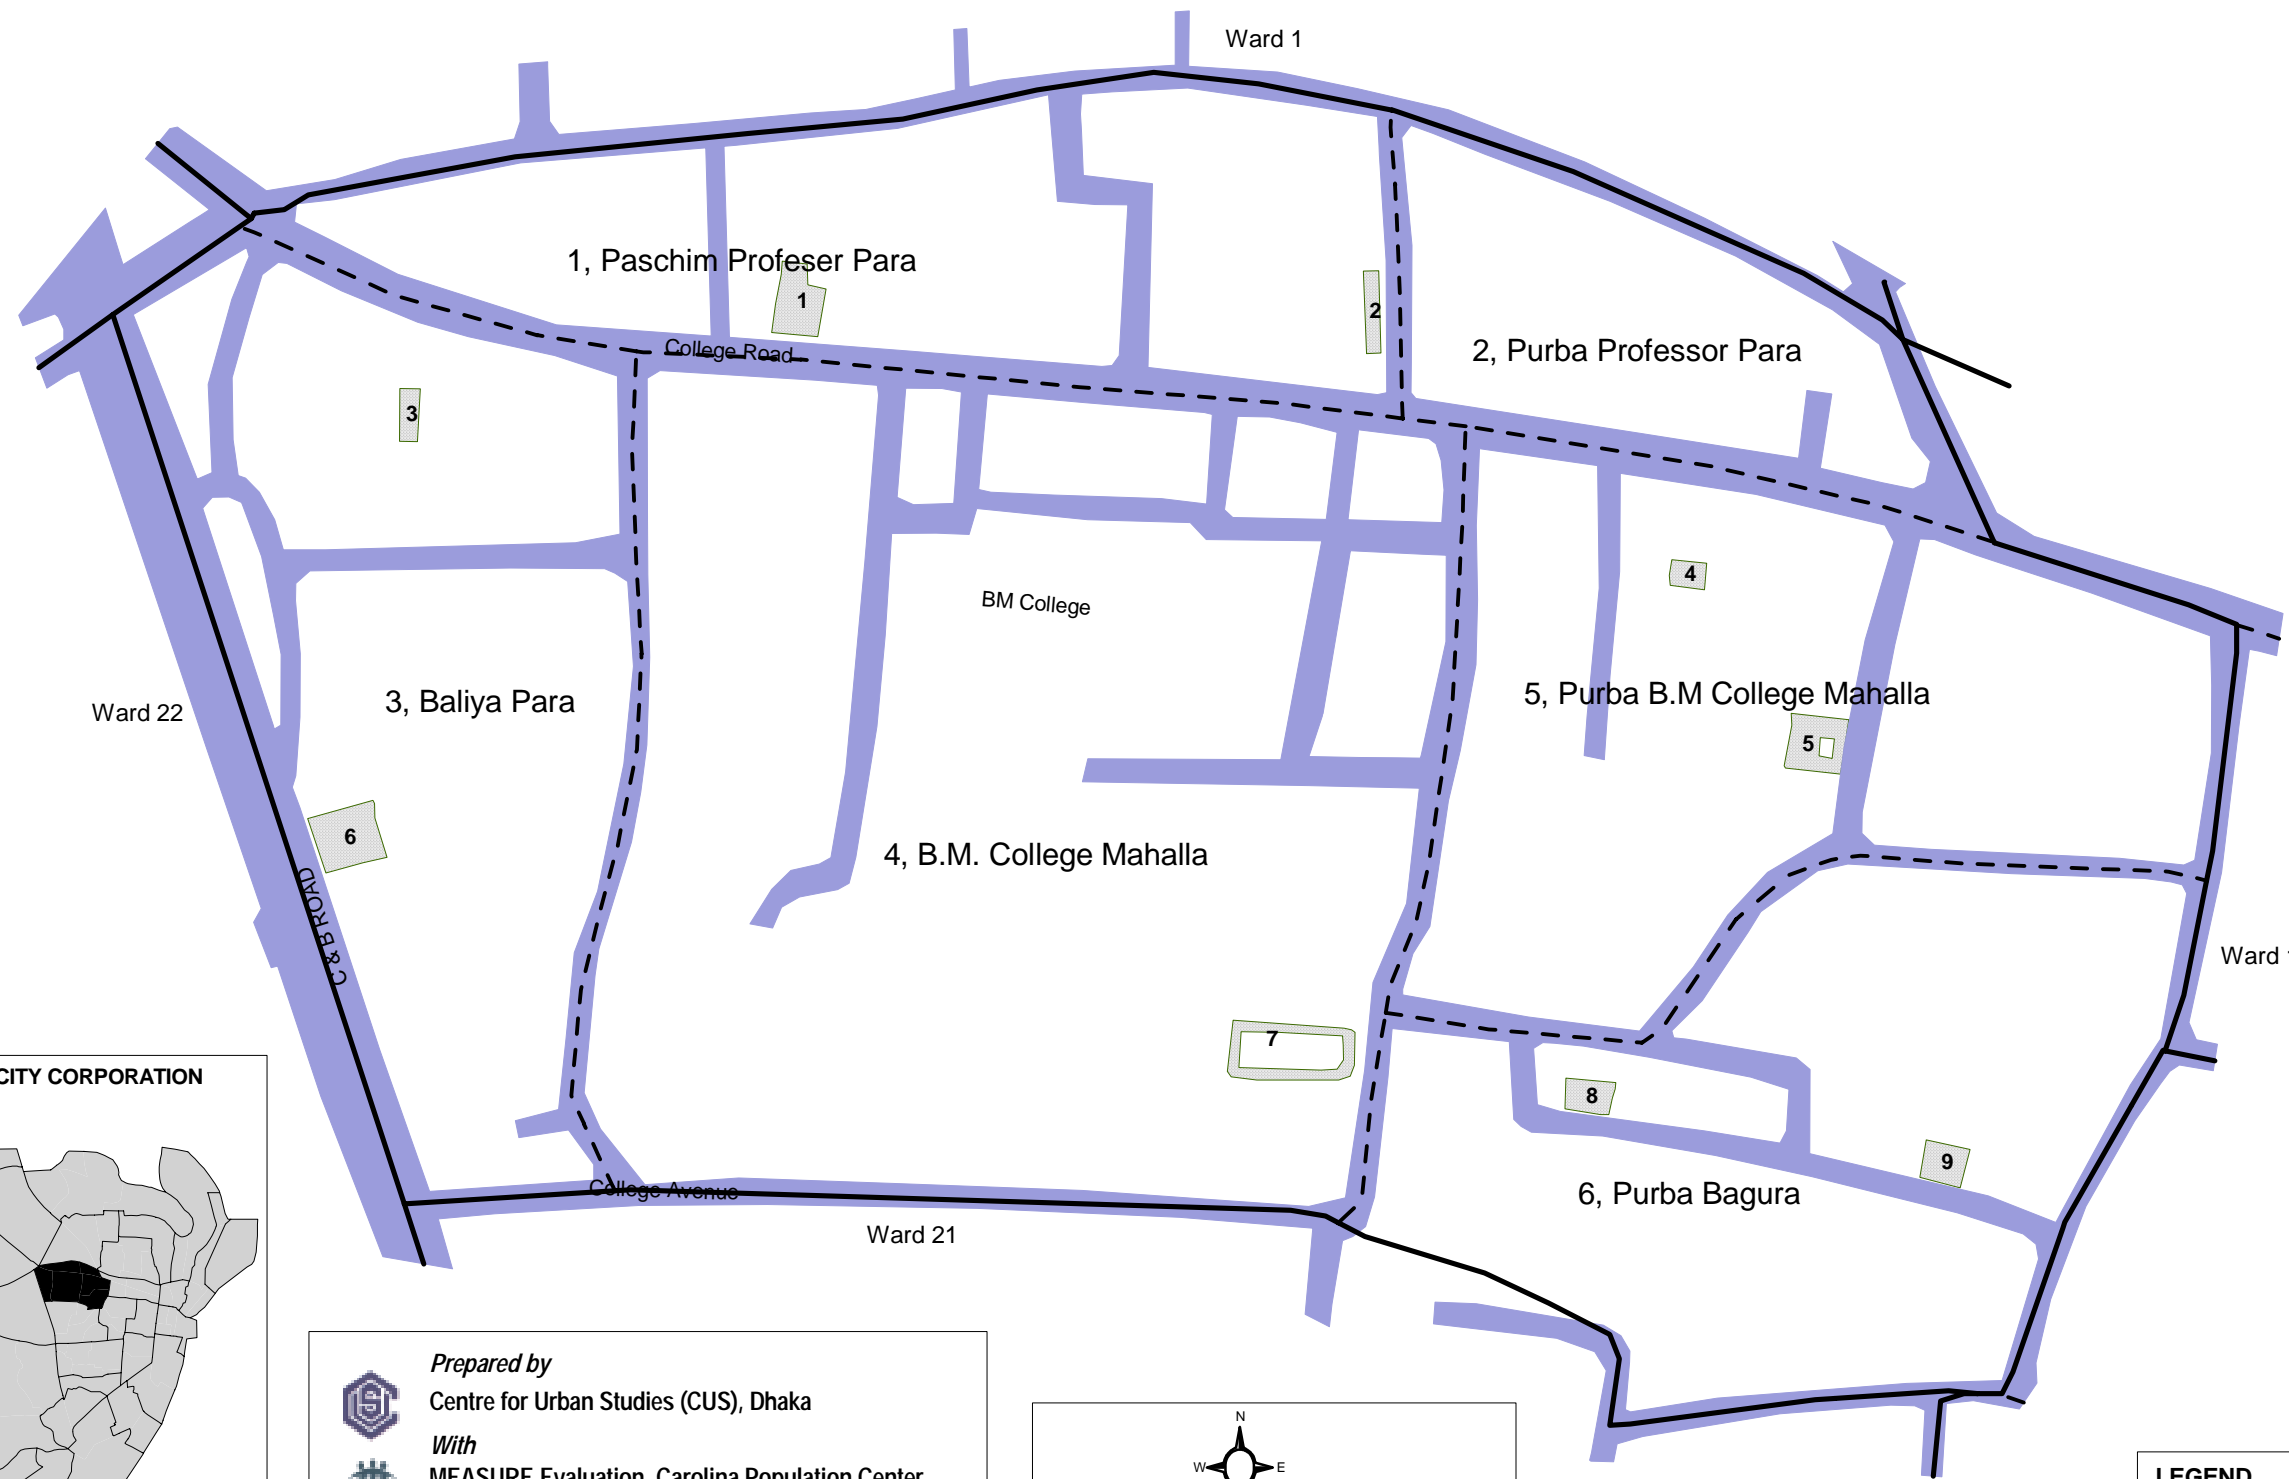 Ward 1
1, Paschim Profeser Para
1
2
College Road
2, Purba Professor Para
3
4
BM College
3, Baliya Para
5, Purba B.M College Mahalla
Ward 22
5
6
4, B.M. College Mahalla
C & B ROAD
Ward
7
CITY CORPORATION
8
9
College Avenue
6, Purba Bagura
Ward 21
Prepared by
Centre for Urban Studies (CUS), Dhaka
With
MEASURE Evaluation, Carolina Population Center
N
W E
LEGEND